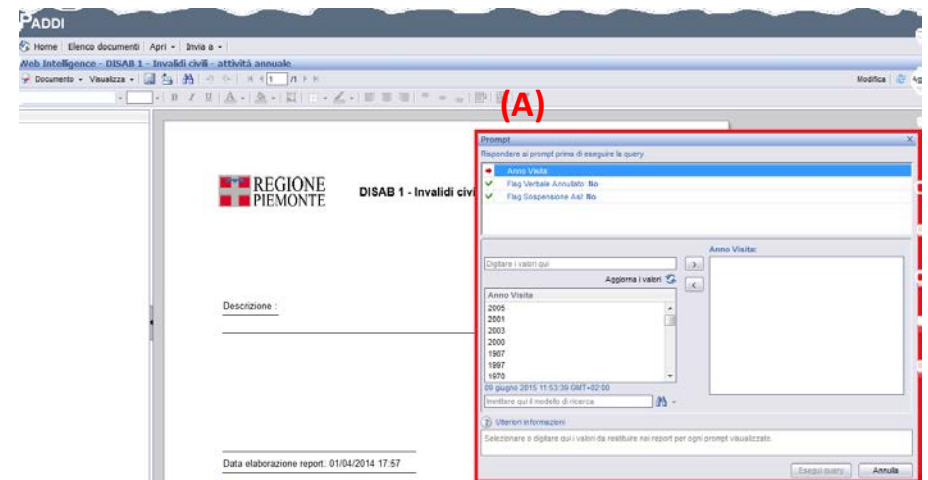 PADDI
Home Elenco documenti Apri Invia a
Web Intelligence - DISAB 1 - Invalidi civili - attività annuale
Documento Visualizza 1 /1 Modifica
B I U A
(A)
Prompt X
Rispondere ai prompt prima di eseguire la query
Anno Visita:
Flag Verbale Annullato: No
Flag Sospensione Asl: No
REGIONE
PIEMONTE
DISAB 1 - Invalidi civi
Anno Visita:
Digitare i valori qui
>
Aggiorna i valori
<
Anno Visita
2005
2001
2003
2000
1907
1997
1970
09 giugno 2015 11:53:39 GMT+02:00
Immettere qui il modello di ricerca
Descrizione :
Ulteriori informazioni
Selezionare o digitare qui i valori da restituire nei report per ogni prompt visualizzato.
Data elaborazione report: 01/04/2014 17:57
Esegui query Annulla